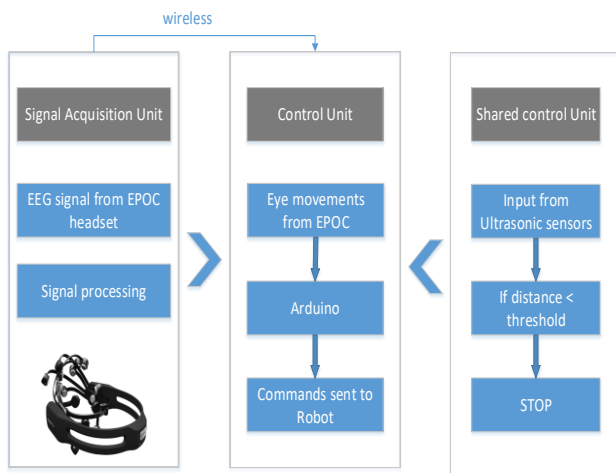 wireless
Signal Acquisition Unit
EEG signal from EPOC
headset
Signal processing
Control Unit
Eye movements
from EPOC
Arduino
Commands sent to
Robot
Shared control Unit
Input from
Ultrasonic sensors
If distance <
threshold
STOP